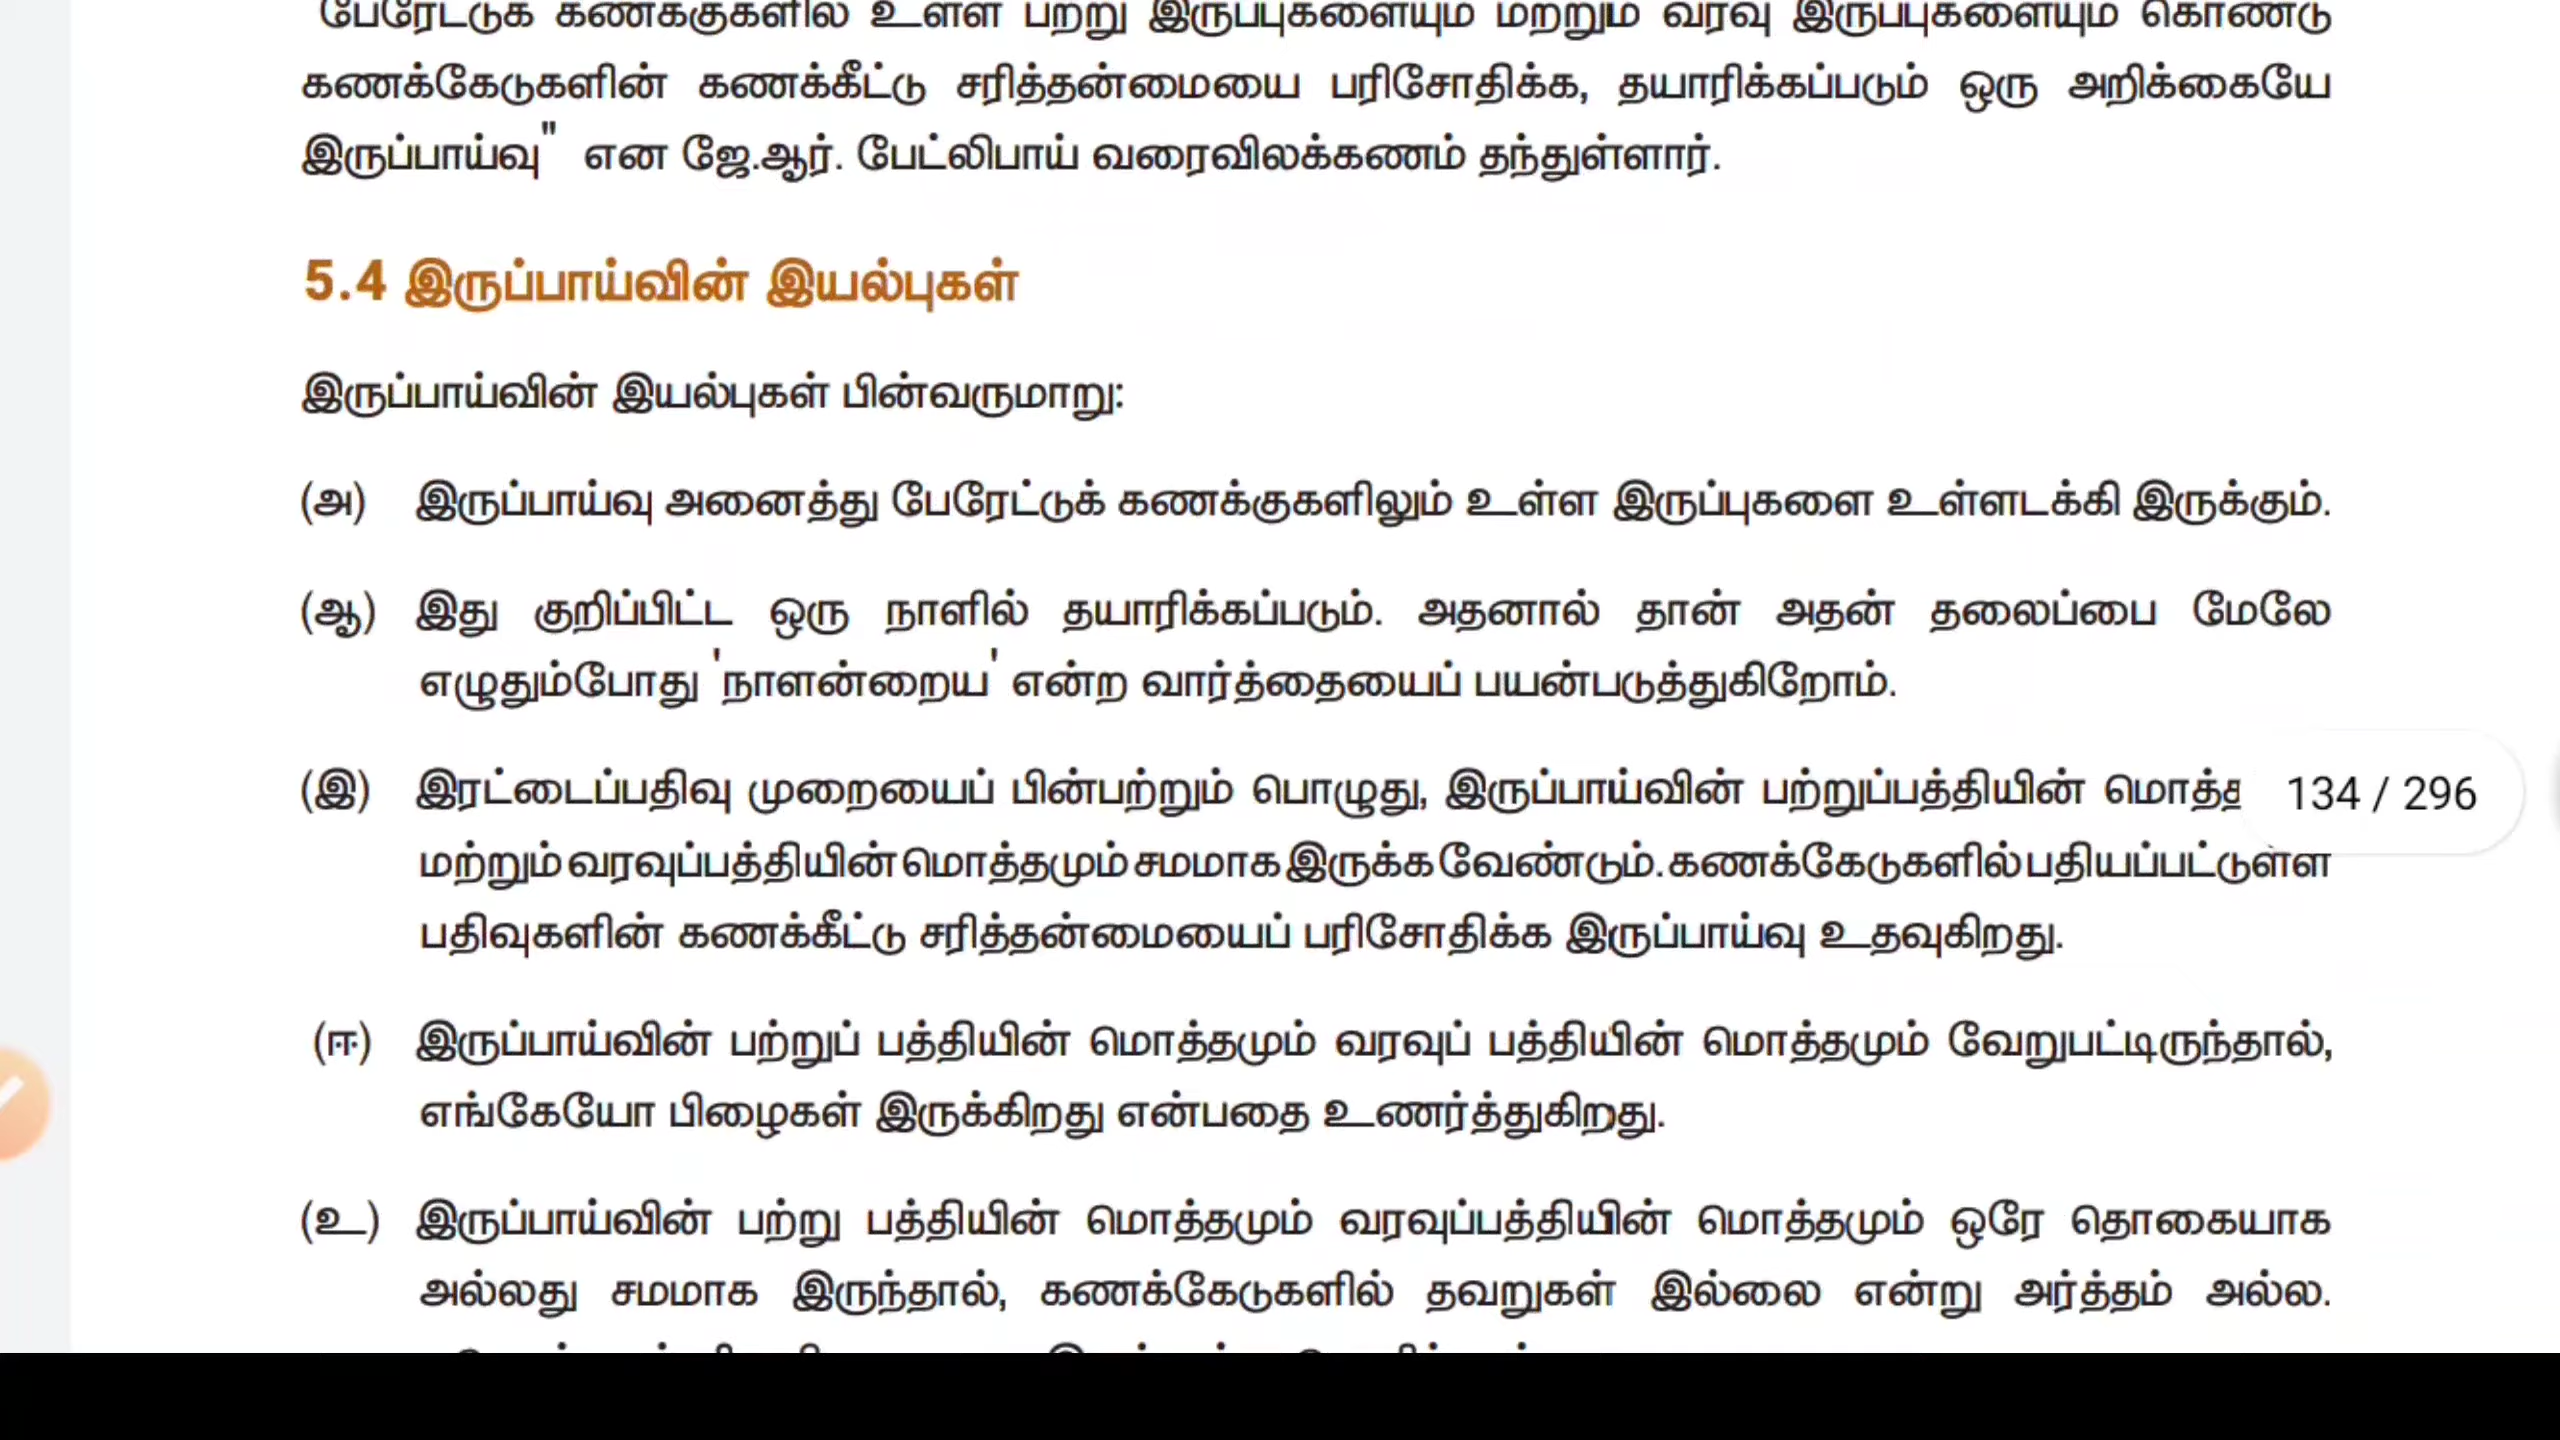 பேரேட்டுக் கணக்குகளில் உள்ள பற்று இருப்புகளையும் மற்றும் வரவு இருப்புகளையும் கொண்டு
கணக்கேடுகளின் கணக்கீட்டு சரித்தன்மையை பரிசோதிக்க, தயாரிக்கப்படும் ஒரு அறிக்கையே
இருப்பாய்வு" என ஜே.ஆர். பேட்லிபாய் வரைவிலக்கணம் தந்துள்ளார்.
5.4 இருப்பாய்வின் இயல்புகள்
இருப்பாய்வின் இயல்புகள் பின்வருமாறு:
(அ) இருப்பாய்வு அனைத்து பேரேட்டுக் கணக்குகளிலும் உள்ள இருப்புகளை உள்ளடக்கி இருக்கும்.
(ஆ) இது குறிப்பிட்ட ஒரு நாளில் தயாரிக்கப்படும். அதனால் தான் அதன் தலைப்பை மேலே
எழுதும்போது 'நாளன்றைய' என்ற வார்த்தையைப் பயன்படுத்துகிறோம்.
(இ) இரட்டைப்பதிவு முறையைப் பின்பற்றும் பொழுது, இருப்பாய்வின் பற்றுப்பத்தியின் மொத்த
134 / 296
மற்றும் வரவுப்பத்தியின் மொத்தமும் சமமாக இருக்க வேண்டும். கணக்கேடுகளில் பதியப்பட்டுள்ள
பதிவுகளின் கணக்கீட்டு சரித்தன்மையைப் பரிசோதிக்க இருப்பாய்வு உதவுகிறது.
(ஈ) இருப்பாய்வின் பற்றுப் பத்தியின் மொத்தமும் வரவுப் பத்தியின் மொத்தமும் வேறுபட்டிருந்தால்,
எங்கேயோ பிழைகள் இருக்கிறது என்பதை உணர்த்துகிறது.
(உ) இருப்பாய்வின் பற்று பத்தியின் மொத்தமும் வரவுப்பத்தியின் மொத்தமும் ஒரே தொகையாக
அல்லது சமமாக இருந்தால், கணக்கேடுகளில் தவறுகள் இல்லை என்று அர்த்தம் அல்ல.